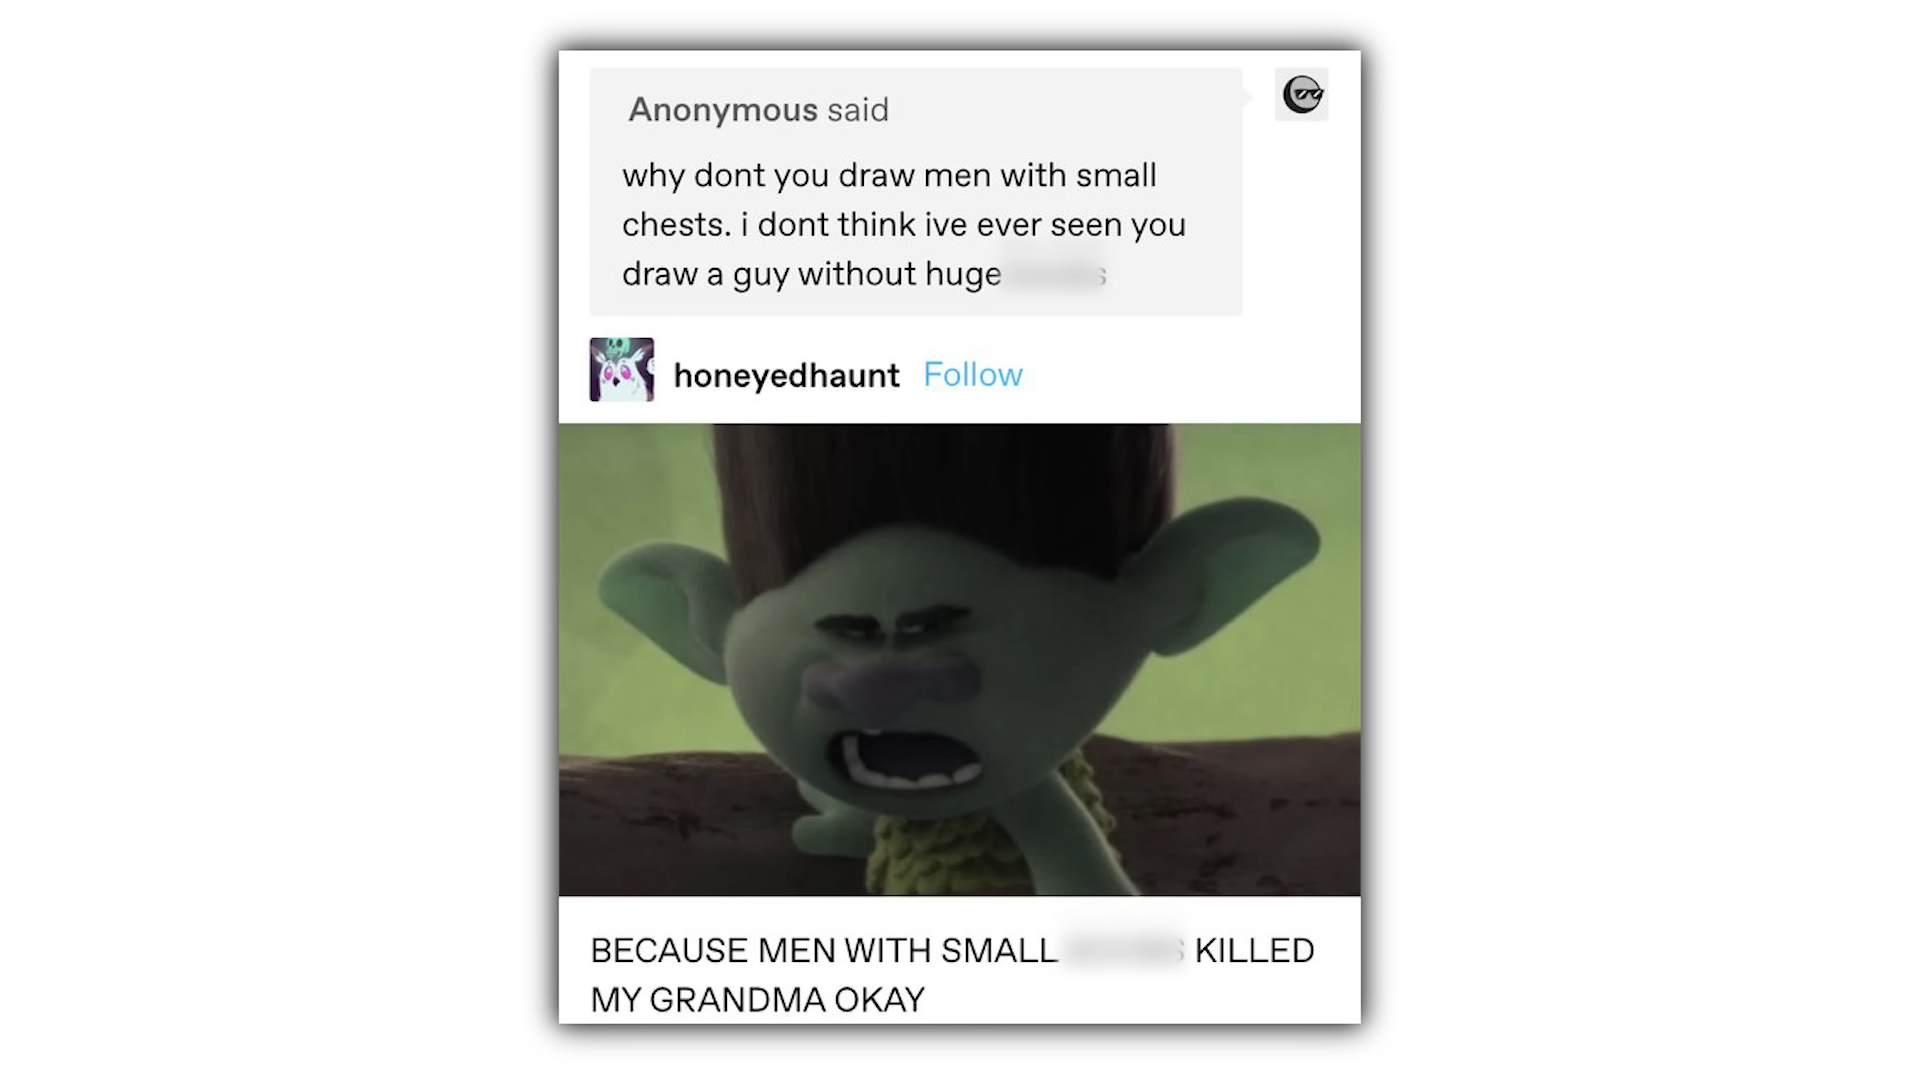 Anonymous said
why dont you draw men with small
chests. i dont think ive ever seen you
draw a guy without huge
honeyedhaunt Follow
BECAUSE MEN WITH SMALL KILLED
MY GRANDMA OKAY